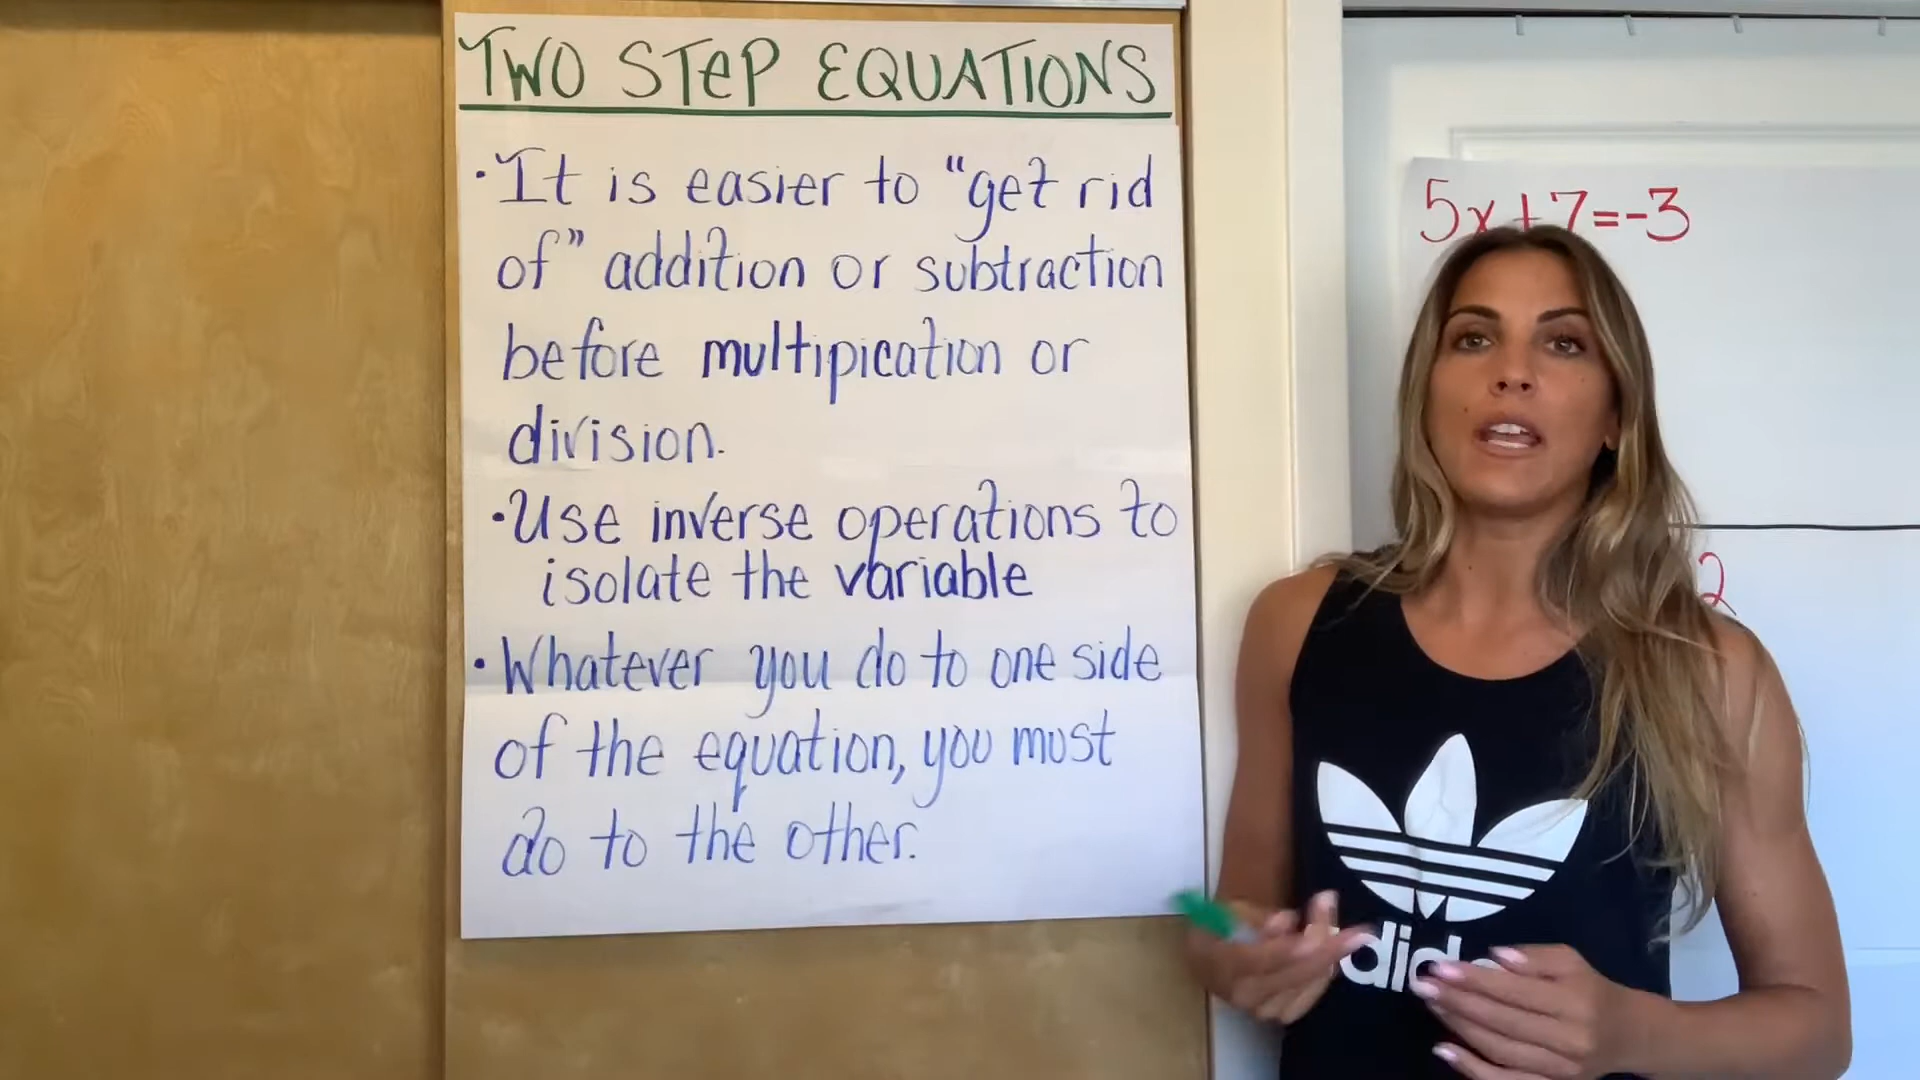 TWO STEP EQUATIONS
•It is easier to "get rid
of" addition or subtraction
before multipication or
division.
•Use inverse operations to
isolate the variable
•Whatever you do to one side
of the equation, you must
do to the other.
5x+7=-3
2